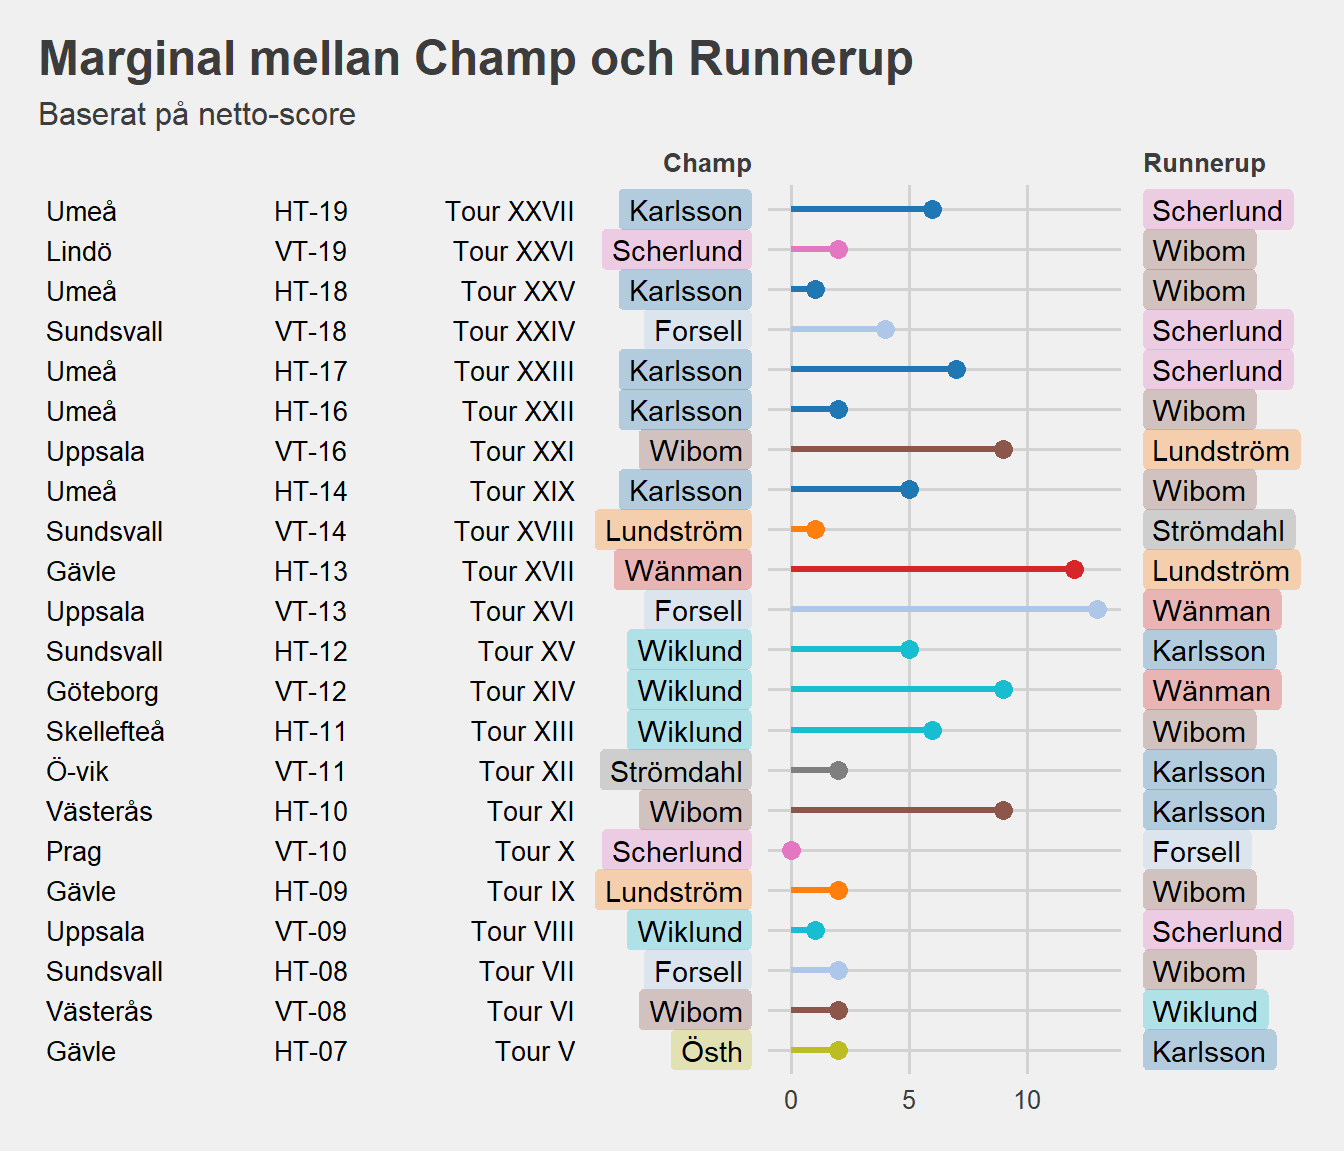 Marginal mellan Champ och Runnerup
Baserat på netto-score
Champ Runnerup
Umeå HT-19 Tour XXVII Karlsson Scherlund
Lindö VT-19 Tour XXVI Scherlund Wibom
Umeå HT-18 Tour XXV Karlsson Wibom
Sundsvall VT-18 Tour XXIV Forsell Scherlund
Umeå HT-17 Tour XXIII Karlsson Scherlund
Umeå HT-16 Tour XXII Karlsson Wibom
Uppsala VT-16 Tour XXI Wibom Lundström
Umeå HT-14 Tour XIX Karlsson Wibom
Sundsvall VT-14 Tour XVIII Lundström Strömdahl
Gävle HT-13 Tour XVII Wänman Lundström
Uppsala VT-13 Tour XVI Forsell Wänman
Sundsvall HT-12 Tour XV Wiklund Karlsson
Göteborg VT-12 Tour XIV Wiklund Wänman
Skellefteå HT-11 Tour XIII Wiklund Wibom
Ö-vik VT-11 Tour XII Strömdahl Karlsson
Västerås HT-10 Tour XI Wibom Karlsson
Prag VT-10 Tour X Scherlund Forsell
Gävle HT-09 Tour IX Lundström Wibom
Uppsala VT-09 Tour VIII Wiklund Scherlund
Sundsvall HT-08 Tour VII Forsell Wibom
Västerås VT-08 Tour VI Wibom Wiklund
Gävle HT-07 Tour V Östh Karlsson
0 5 10